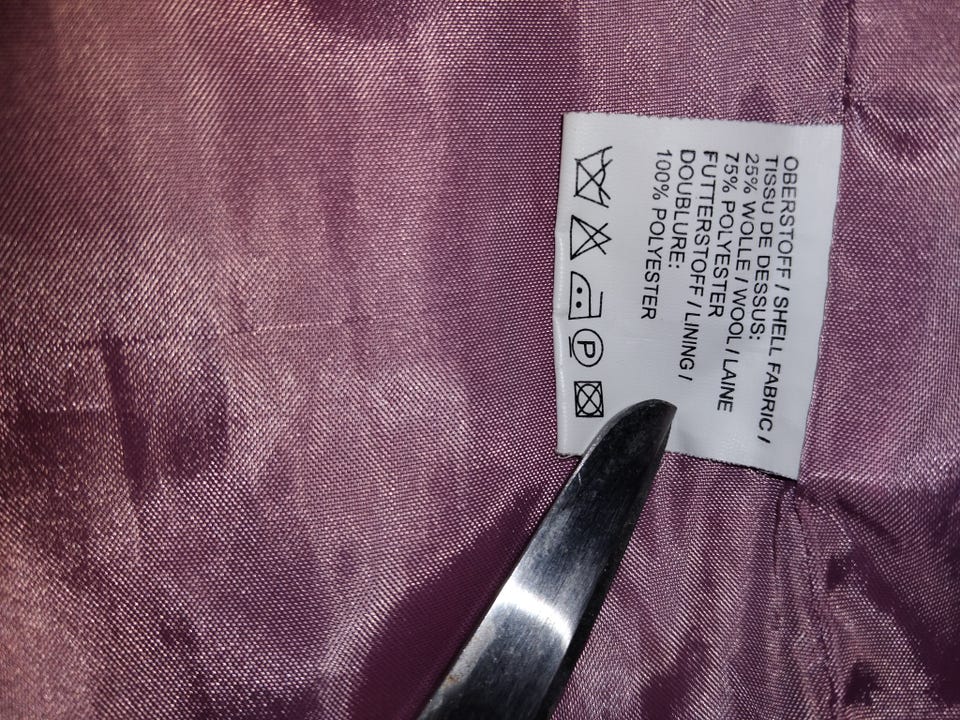 OBERSTOFF / SHELL FABRIC /
TISSU DE DESSUS:
25% WOLLE / WOOL / LAINE
75% POLYESTER
FUTTERSTOFF / LINING /
DOUBLURE:
100% POLYESTER
P